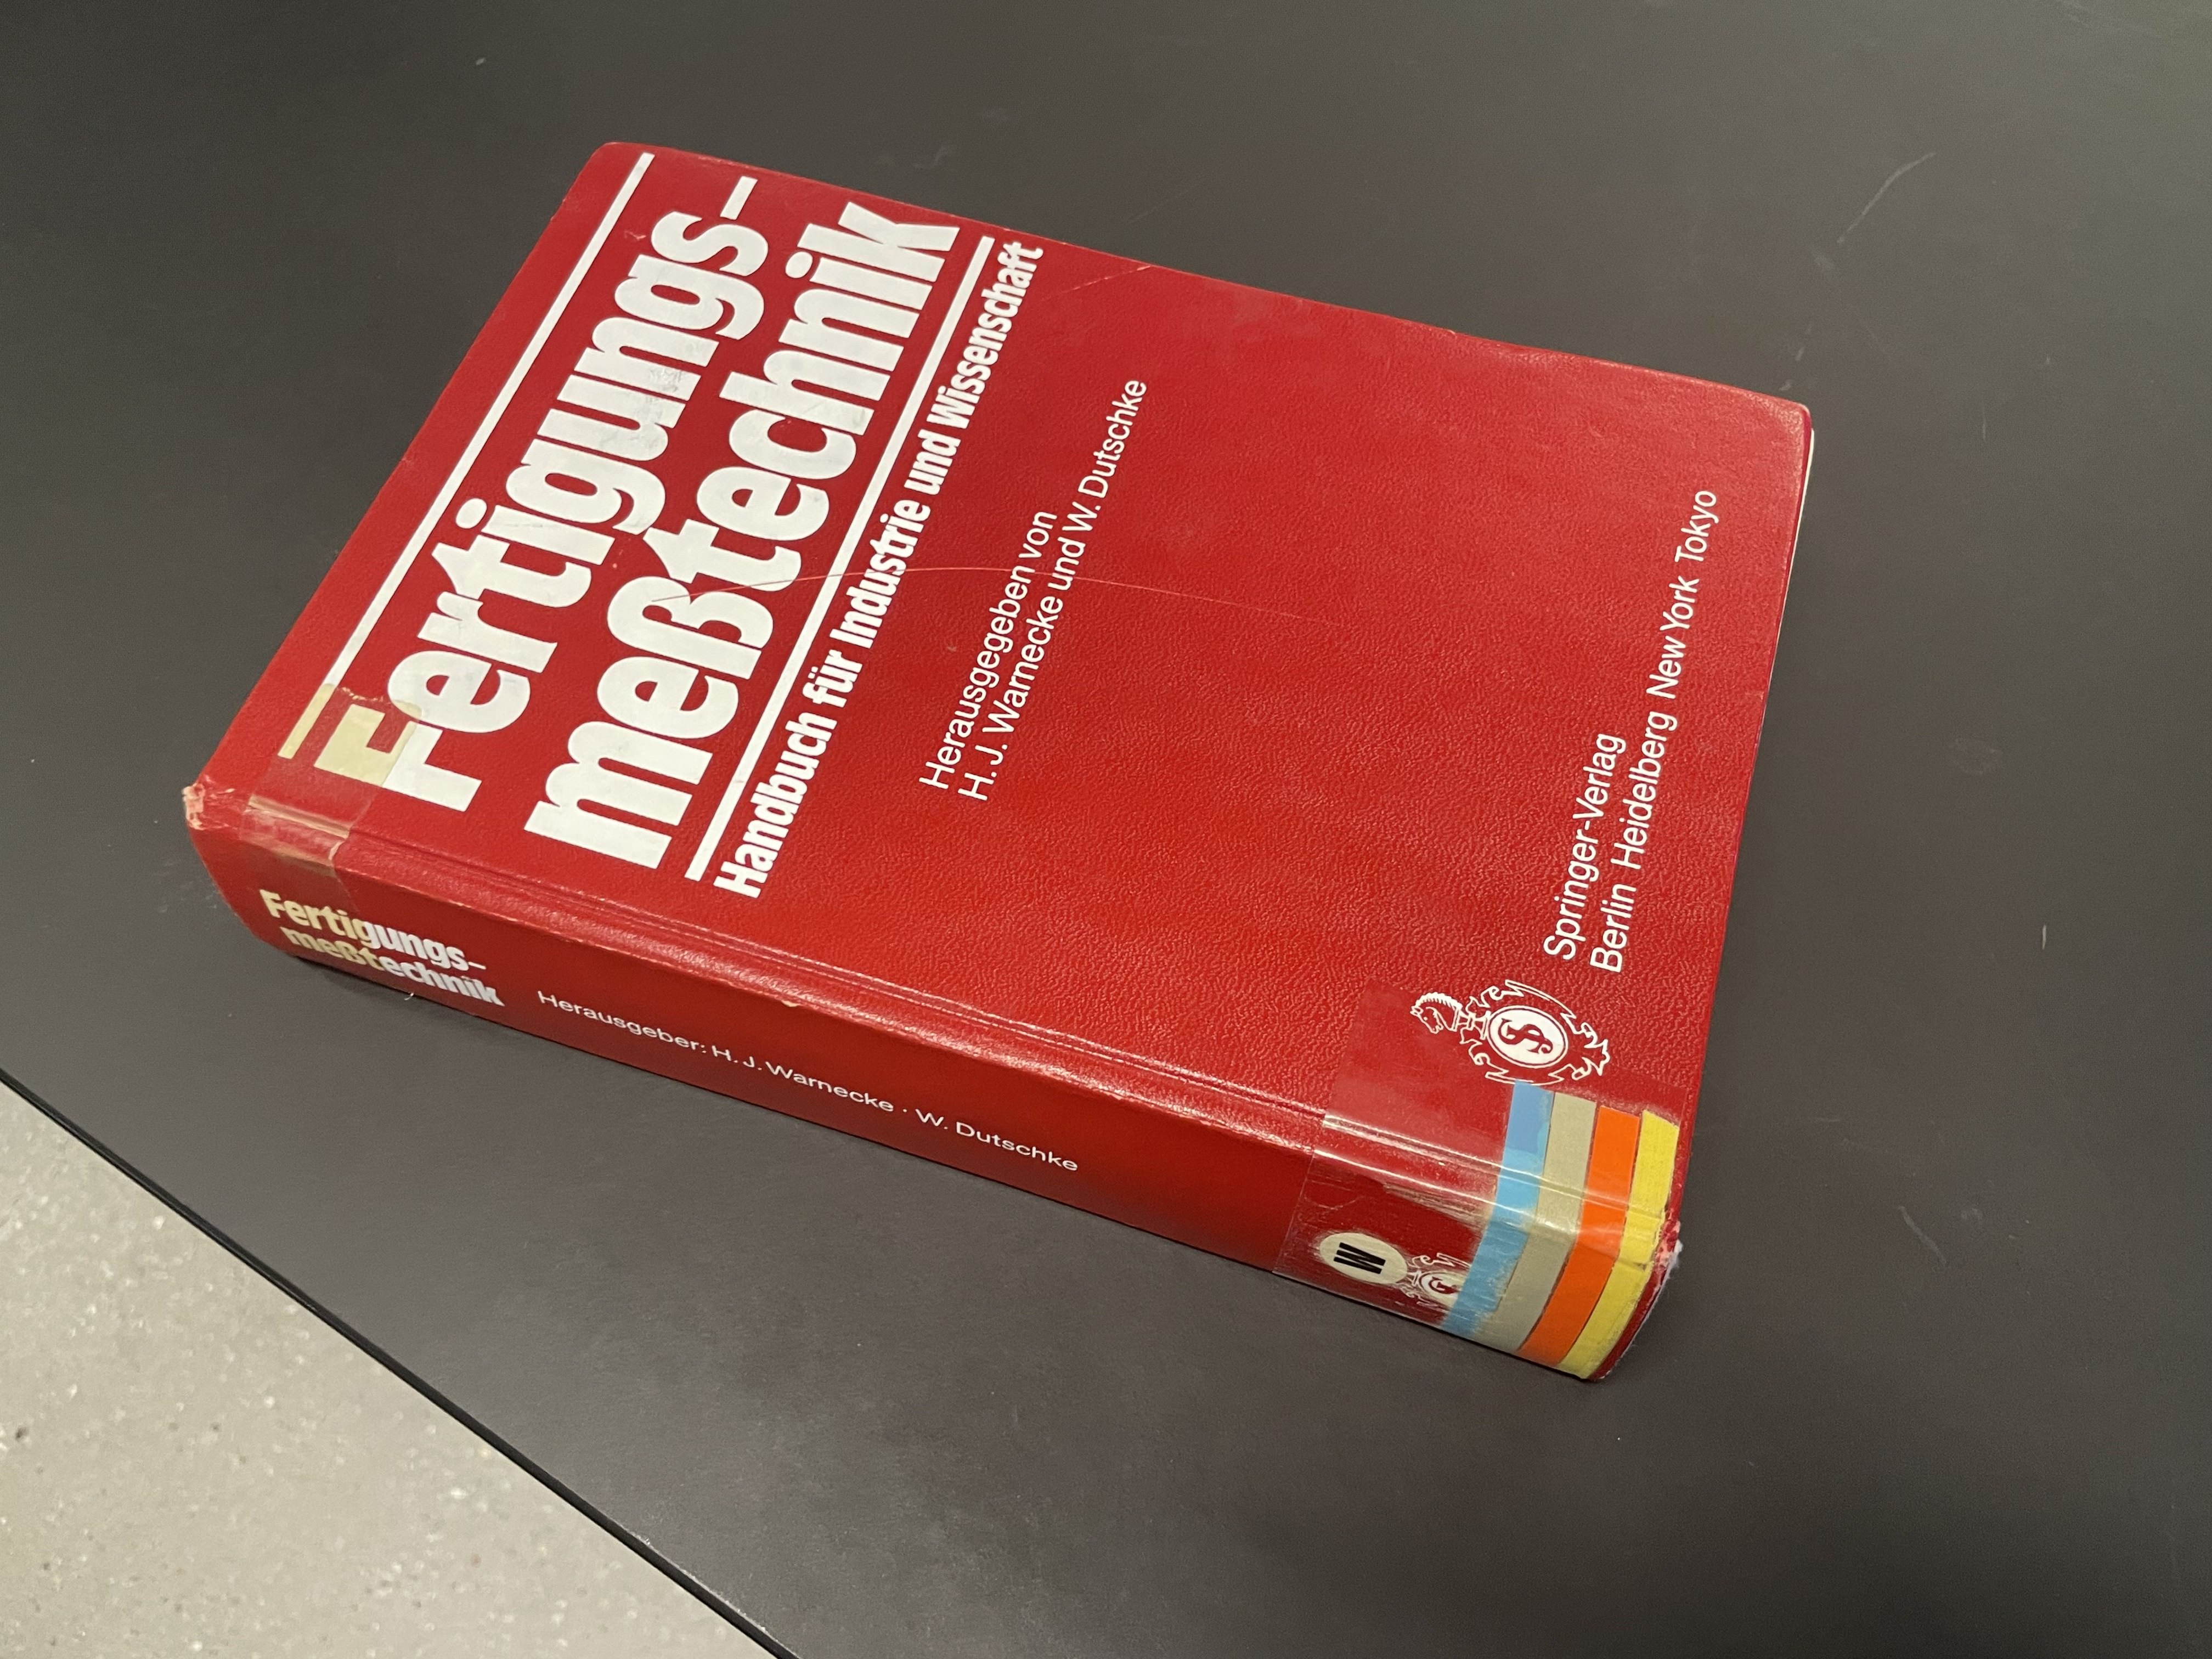 Fertigungs-
meßtechnik
Handbuch für Industrie und Wissenschaft
Herausgegeben von
H. J. Warnecke und W. Dutschke
Springer-Verlag
Berlin Heidelberg New York Tokyo
Fertigungs-
meßtechnik
Herausgeber: H. J. Warnecke · W. Dutschke
W